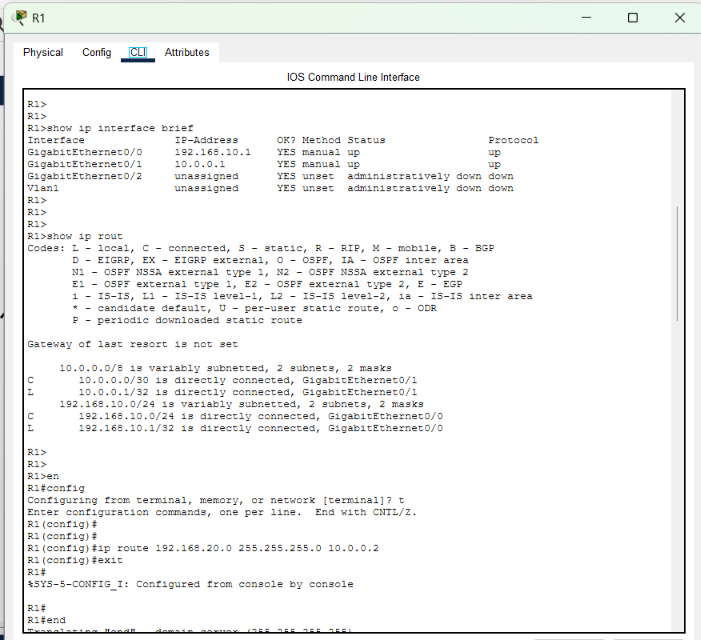 R1
Physical Config CLI Attributes
IOS Command Line Interface
R1>
R1>
R1>show ip interface brief
Interface IP-Address OK? Method Status Protocol
GigabitEthernet0/0 192.168.10.1 YES manual up up
GigabitEthernet0/1 10.0.0.1 YES manual up up
GigabitEthernet0/2 unassigned YES unset administratively down down
Vlan1 unassigned YES unset administratively down down
R1>
R1>
R1>
R1>show ip rout
Codes: L - local, C - connected, S - static, R - RIP, M - mobile, B - BGP
D - EIGRP, EX - EIGRP external, O - OSPF, IA - OSPF inter area
N1 - OSPF NSSA external type 1, N2 - OSPF NSSA external type 2
E1 - OSPF external type 1, E2 - OSPF external type 2, E - EGP
i - IS-IS, L1 - IS-IS level-1, L2 - IS-IS level-2, ia - IS-IS inter area
* - candidate default, U - per-user static route, o - ODR
P - periodic downloaded static route
Gateway of last resort is not set
10.0.0.0/8 is variably subnetted, 2 subnets, 2 masks
C 10.0.0.0/30 is directly connected, GigabitEthernet0/1
L 10.0.0.1/32 is directly connected, GigabitEthernet0/1
192.168.10.0/24 is variably subnetted, 2 subnets, 2 masks
C 192.168.10.0/24 is directly connected, GigabitEthernet0/0
L 192.168.10.1/32 is directly connected, GigabitEthernet0/0
R1>
R1>
R1>en
R1#config
Configuring from terminal, memory, or network [terminal]? t
Enter configuration commands, one per line. End with CNTL/Z.
R1(config)#
R1(config)#
R1(config)#ip route 192.168.20.0 255.255.255.0 10.0.0.2
R1(config)#exit
R1#
%SYS-5-CONFIG_I: Configured from console by console
R1#
R1#end
Translating "end"...domain server (255.255.255.255)